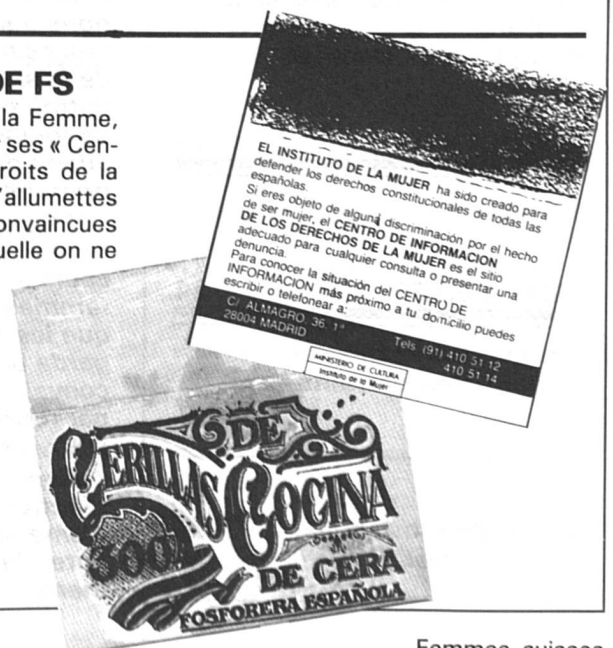 DE FS
la Femme,
ses « Cen-
roits de la
'allumettes
onvaincues
uelle on ne
EL INSTITUTO DE LA MUJER ha sido creado para
defender los derechos constitucionales de todas las
españolas.
Si eres objeto de alguna discriminación por el hecho
de ser mujer, el CENTRO DE INFORMACION
DE LOS DERECHOS DE LA MUJER es el sitio
adecuado para cualquier consulta o presentar una
denuncia.
Para conocer la situación del CENTRO DE
INFORMACION más próximo a tu domicilio puedes
escribir o telefonear a:
C/ ALMAGRO, 36, 1º
28004 MADRID
Tels. (91) 410 51 12
410 51 14
MINISTERIO DE CULTURA
Instituto de la Mujer
DE
CERILLAS COCINA
300
DE CERA
FOSFORERA ESPAÑOLA